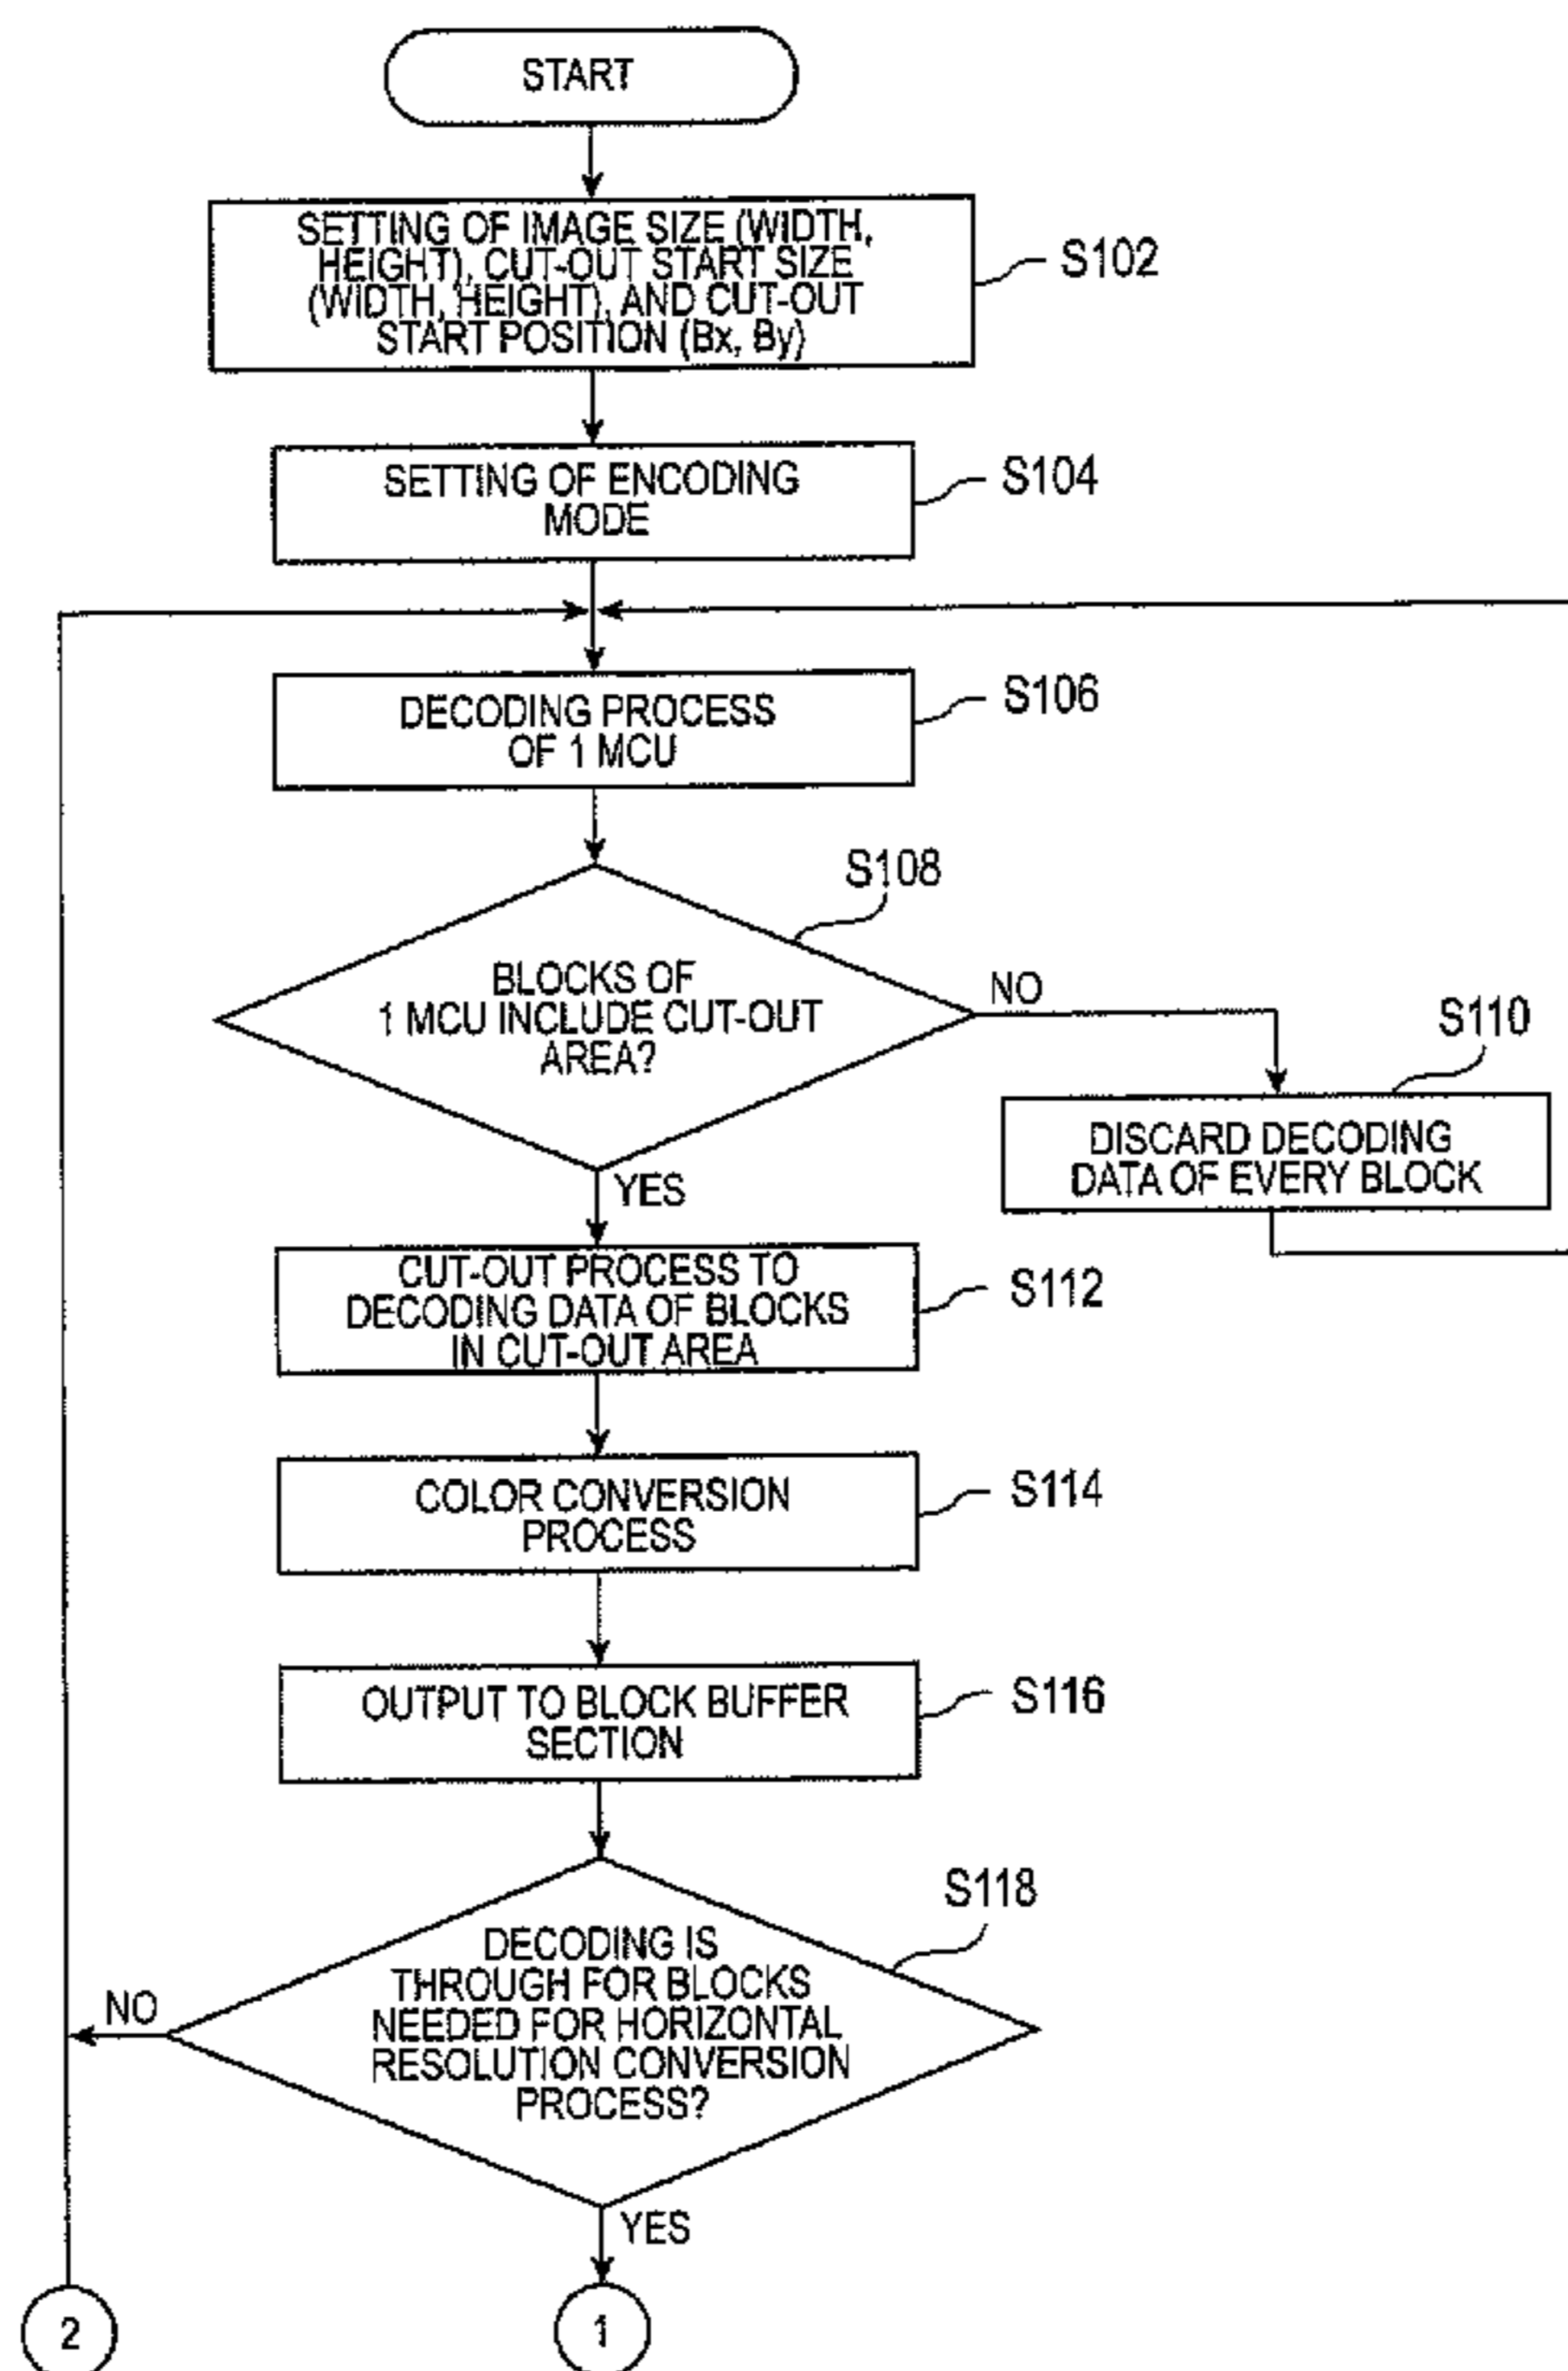 START
SETTING OF IMAGE SIZE (WIDTH,
HEIGHT), CUT-OUT START SIZE
(WIDTH, HEIGHT), AND CUT-OUT
START POSITION (Bx, By)
S102
SETTING OF ENCODING
MODE
S104
DECODING PROCESS
OF 1 MCU
S106
S108
BLOCKS OF
1 MCU INCLUDE CUT-OUT
AREA?
NO
S110
DISCARD DECODING
DATA OF EVERY BLOCK
YES
CUT-OUT PROCESS TO
DECODING DATA OF BLOCKS
IN CUT-OUT AREA
S112
COLOR CONVERSION
PROCESS
S114
OUTPUT TO BLOCK BUFFER
SECTION
S116
S118
DECODING IS
THROUGH FOR BLOCKS
NEEDED FOR HORIZONTAL
RESOLUTION CONVERSION
PROCESS?
NO
YES
2
1